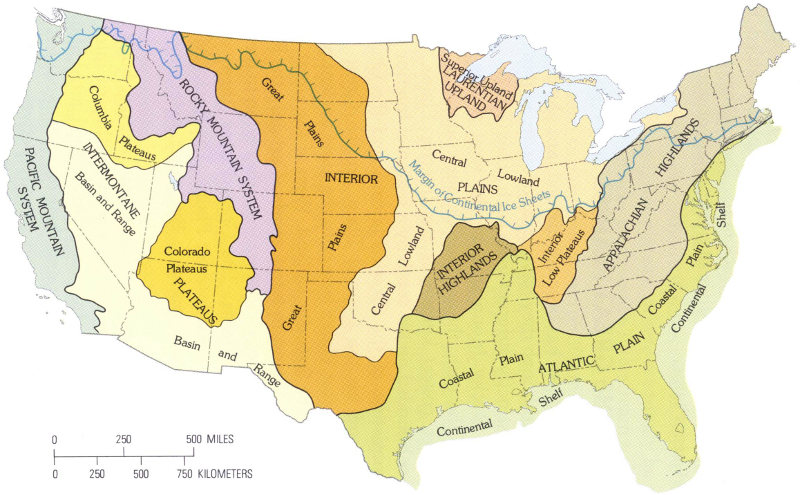 Superior Upland
LAURENTIAN
UPLAND
Great
Plains
ROCKY MOUNTAIN SYSTEM
Columbia
Plateaus
INTERMONTANE
Basin and Range
PACIFIC MOUNTAIN
SYSTEM
INTERIOR
PLAINS
Central
Lowland
Margin of Continental Ice Sheets
APPALACHIAN
HIGHLANDS
Shelf
Colorado
Plateaus
PLATEAUS
Plains
Great
Central
Lowland
INTERIOR
HIGHLANDS
Interior
Low Plateaus
Basin and Range
Coastal
Plain
ATLANTIC
PLAIN
Coastal
Plain
Continental
Continental
Shelf
0 250 500 MILES
0 250 500 750 KILOMETERS